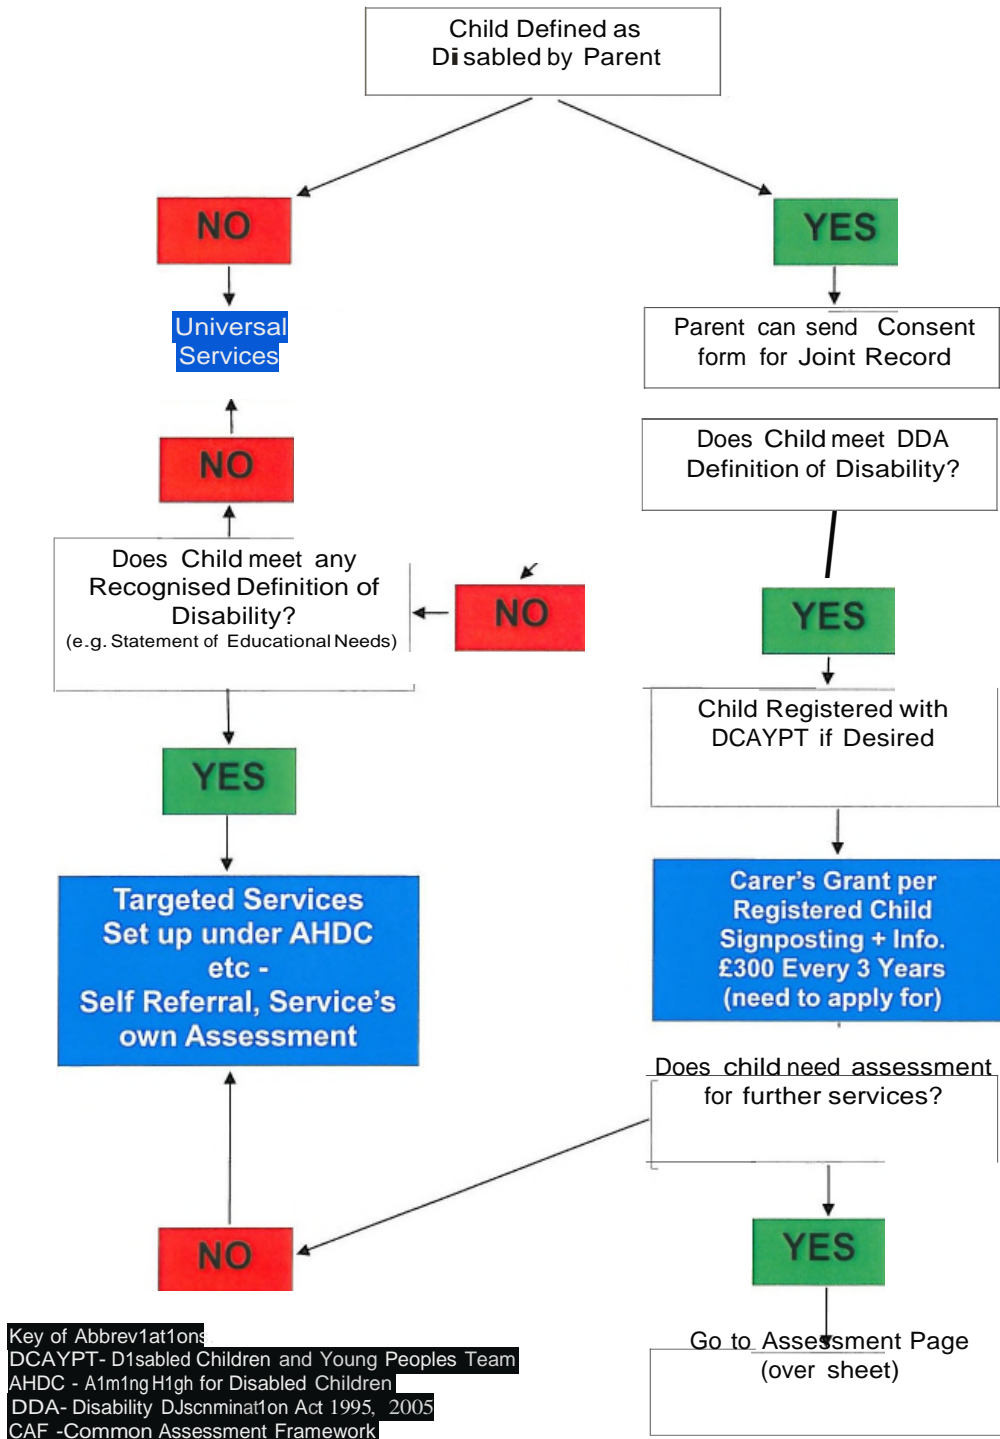 Child Defined as
Disabled by Parent
NO
YES
Universal
Services
Parent can send Consent
form for Joint Record
NO
Does Child meet DDA
Definition of Disability?
Does Child meet any
Recognised Definition of
Disability?
(e.g. Statement of Educational Needs)
NO
YES
Child Registered with
DCAYPT if Desired
YES
Targeted Services
Set up under AHDC
etc -
Self Referral, Service's
own Assessment
Carer's Grant per
Registered Child
Signposting + Info.
£300 Every 3 Years
(need to apply for)
Does child need assessment
for further services?
NO
YES
Go to Assessment Page
(over sheet)
Key of Abbrev1at1ons
DCAYPT- D1sabled Children and Young Peoples Team
AHDC - A1m1ng H1gh for Disabled Children
DDA- Disability DJscnminat1on Act 1995, 2005
CAF -Common Assessment Framework